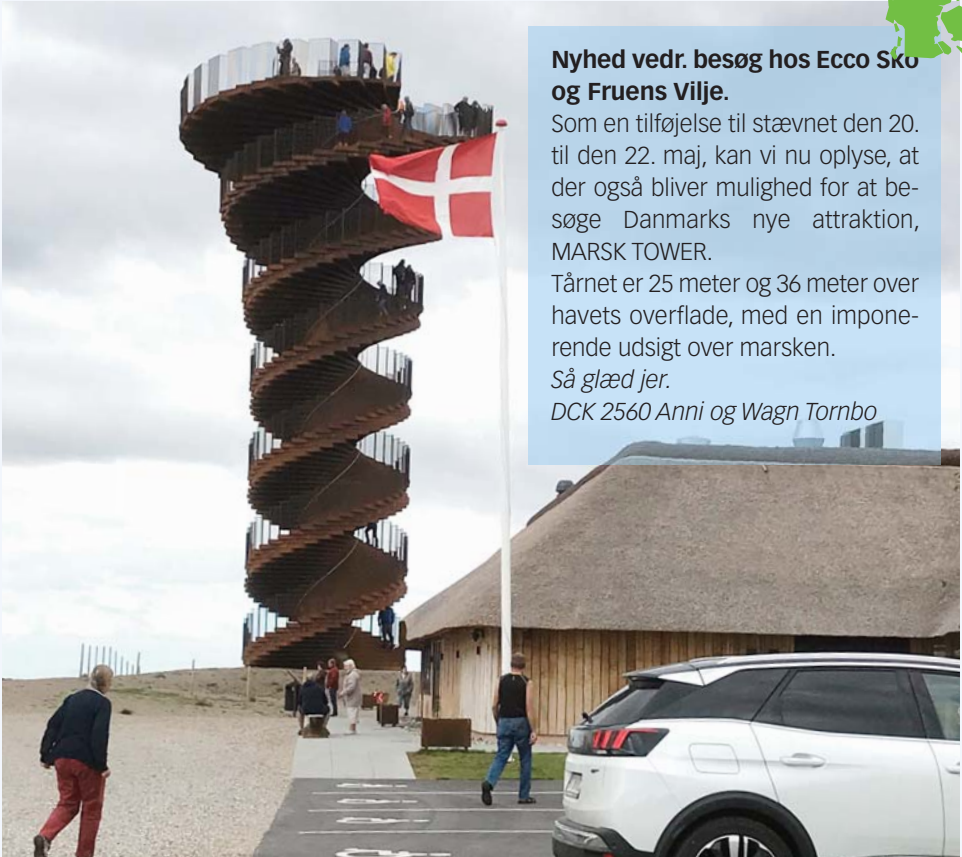 Nyhed vedr. besøg hos Ecco Sko
og Fruens Vilje.
Som en tilføjelse til stævnet den 20.
til den 22. maj, kan vi nu oplyse, at
der også bliver mulighed for at be-
søge Danmarks nye attraktion,
MARSK TOWER.
Tårnet er 25 meter og 36 meter over
havets overflade, med en impone-
rende udsigt over marsken.
Så glæd jer.
DCK 2560 Anni og Wagn Tornbo